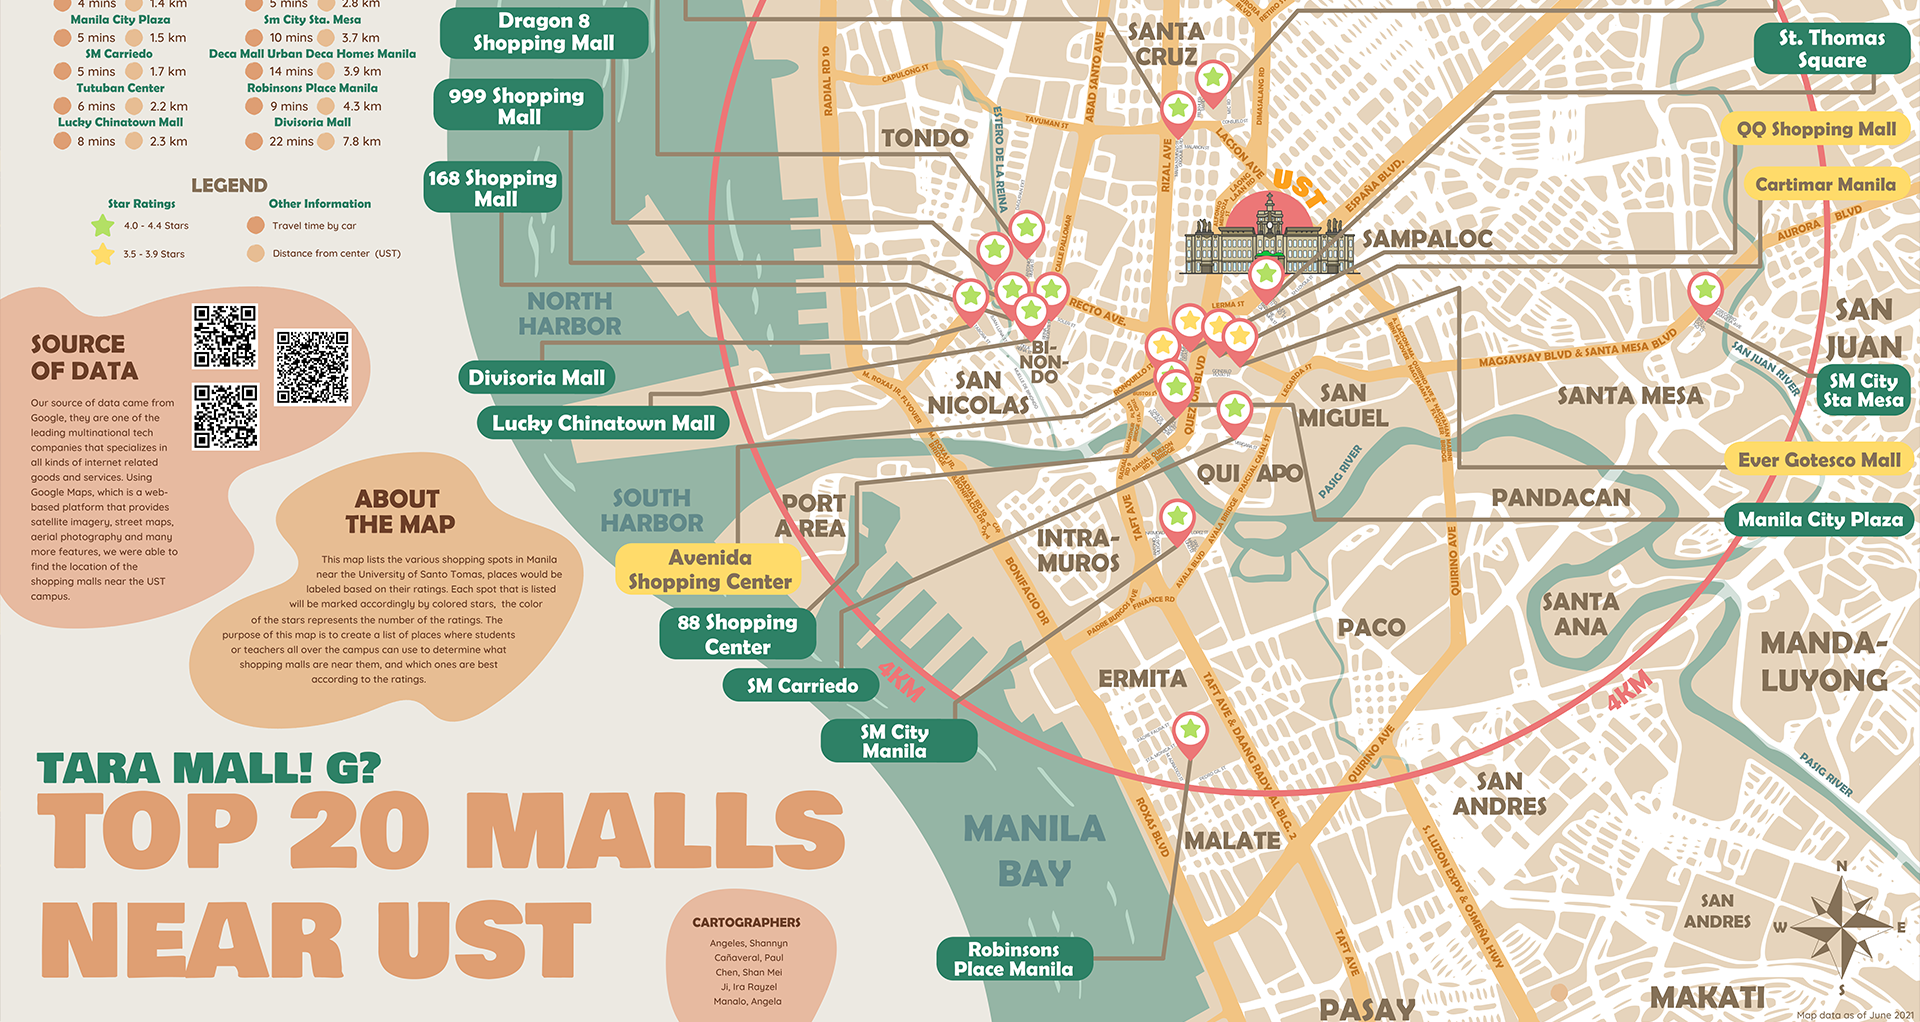 4 mins 1.4 km
Manila City Plaza
5 mins 1.5 km
SM Carriedo
5 mins 1.7 km
Tutuban Center
6 mins 2.2 km
Lucky Chinatown Mall
8 mins 2.3 km
5 mins 2.8 km
Sm City Sta. Mesa
10 mins 3.7 km
Deca Mall Urban Deca Homes Manila
14 mins 3.9 km
Robinsons Place Manila
9 mins 4.3 km
Divisoria Mall
22 mins 7.8 km
LEGEND
Star Ratings
4.0 - 4.4 Stars
3.5 - 3.9 Stars
Other Information
Travel time by car
Distance from center (UST)
SOURCE
OF DATA
Our source of data came from
Google, they are one of the
leading multinational tech
companies that specializes in
all kinds of internet related
goods and services. Using
Google Maps, which is a web-
based platform that provides
satellite imagery, street maps,
aerial photography and many
more features, we were able to
find the location of the
shopping malls near the UST
campus.
ABOUT
THE MAP
This map lists the various shopping spots in Manila
near the University of Santo Tomas, places would be
labeled based on their ratings. Each spot that is listed
will be marked accordingly by colored stars, the color
of the stars represents the number of the ratings. The
purpose of this map is to create a list of places where students
or teachers all over the campus can use to determine what
shopping malls are near them, and which ones are best
according to the ratings.
TARA MALL! G?
TOP 20 MALLS
NEAR UST
CARTOGRAPHERS
Angeles, Shannyn
Cañaveral, Paul
Chen, Shan Mei
Ji, Ira Rayzel
Manalo, Angela
Dragon 8
Shopping Mall
999 Shopping
Mall
168 Shopping
Mall
Divisoria Mall
Lucky Chinatown Mall
Avenida
Shopping Center
88 Shopping
Center
SM Carriedo
SM City
Manila
Robinsons
Place Manila
St. Thomas
Square
QQ Shopping Mall
Cartimar Manila
SM City
Sta Mesa
Ever Gotesco Mall
Manila City Plaza
NORTH
HARBOR
SOUTH
HARBOR
MANILA
BAY
TONDO
SANTA
CRUZ
UST
SAMPALOC
BI-
NON-
DO
SAN
NICOLAS
PORT
AREA
INTRA-
MUROS
QUIAPO
SAN
MIGUEL
SANTA MESA
SAN
JUAN
PANDACAN
SANTA
ANA
MANDA-
LUYONG
PACO
ERMITA
MALATE
SAN
ANDRES
SAN
ANDRES
PASAY
MAKATI
4KM
4KM
RADIAL RD 10
CAPULONG ST
ESTERO DE LA REINA
TAYUMAN ST
ABAD SANTO AVE
RIZAL AVE
LACSON AVE
DIMASALANG RD
ESPAÑA BLVD.
AURORA BLVD
RECTO AVE.
LERMA ST
QUEZON BLVD
LEGARDA ST
MAGSAYSAY BLVD & SANTA MESA BLVD
SAN JUAN RIVER
PASIG RIVER
M. ROXAS JR. FLYOVER
BONIFACIO DR
TAFT AVE
AYALA BRIDGE
AYALA BLVD
FINANCE RD
PADRE BURGOS AVE
QUIRINO AVE
QUIRINO AVE
TAFT AVE & DAANG RADYAL BLG. 2
ROXAS BLVD
S. LUZON EXPY & OSMEÑA HWY
TAFT AVE
PASIG RIVER
N
W E
S
Map data as of June 2021